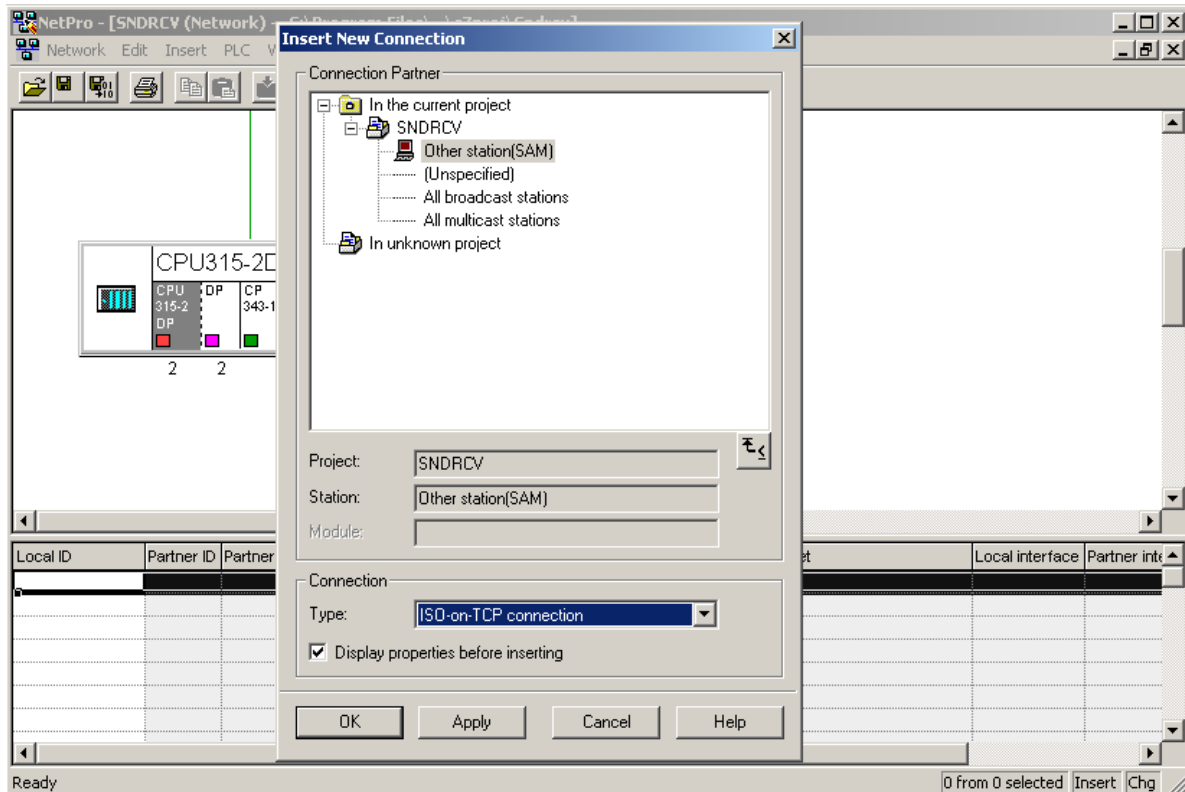 NetPro - [SNDRCV (Network) -- C:\Program Files\...\s7proj\Sndrcv]
Network Edit Insert PLC V
Insert New Connection
Connection Partner
In the current project
SNDRCV
Other station(SAM)
(Unspecified)
All broadcast stations
All multicast stations
In unknown project
CPU315-2D
CPU
315-2
DP
DP
CP
343-1
2 2
Project: SNDRCV
Station: Other station(SAM)
Module:
Local ID Partner ID Partner Local interface Partner inte
Connection
Type: ISO-on-TCP connection
Display properties before inserting
OK Apply Cancel Help
Ready 0 from 0 selected Insert Chg